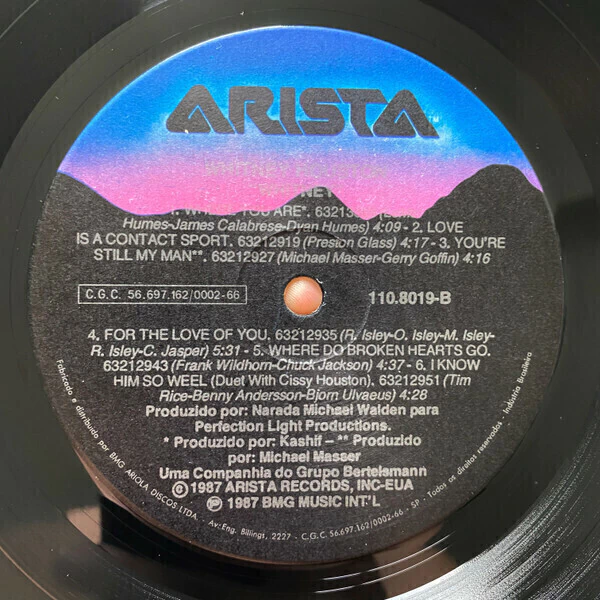 ARISTA
WHITNEY
1. WHERE YOU ARE*.
Humes-James Calabrese-Dyan Humes) 4:09 - 2. LOVE
IS A CONTACT SPORT. 63212919 (Preston Glass) 4:17 - 3. YOU'RE
STILL MY MAN**. 63212927 (Michael Masser-Gerry Goffin) 4:16
C.G.C. 56.697.162/0002-66
110.8019-B
4. FOR THE LOVE OF YOU. 63212935 (R. Isley-O. Isley-M. Isley-
R. Isley-C. Jasper) 5:31 - 5. WHERE DO BROKEN HEARTS GO.
63212943 (Frank Wildhorn-Chuck Jackson) 4:37 - 6. I KNOW
HIM SO WEEL (Duet With Cissy Houston). 63212951 (Tim
Rice-Benny Andersson-Bjorn Ulvaeus) 4:28
Produzido por: Narada Michael Walden para
Perfection Light Productions.
* Produzido por: Kashif - ** Produzido
por: Michael Masser
Uma Companhia do Grupo Bertelsmann
© 1987 ARISTA RECORDS, INC-EUA
℗ 1987 BMG MUSIC INT'L
Fabricado e distribuido por BMG ARIOLA DISCOS LTDA. Av: Eng. Billings, 2227 - C.G.C. 56.697.162/0002-66 - SP - Todos os direitos reservados - Indústria Brasileira